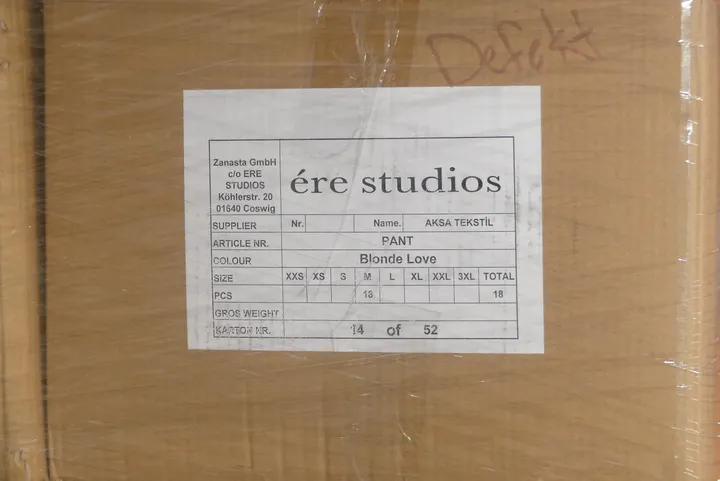 Defekt
Zanasta GmbH
c/o ERE
STUDIOS
Köhlerstr. 20
01640 Coswig
ére studios
SUPPLIER Nr. Name. AKSA TEKSTİL
ARTICLE NR. PANT
COLOUR Blonde Love
SIZE XXS XS S M L XL XXL 3XL TOTAL
PCS 18 18
GROS WEIGHT
KARTON NR. 14 of 52